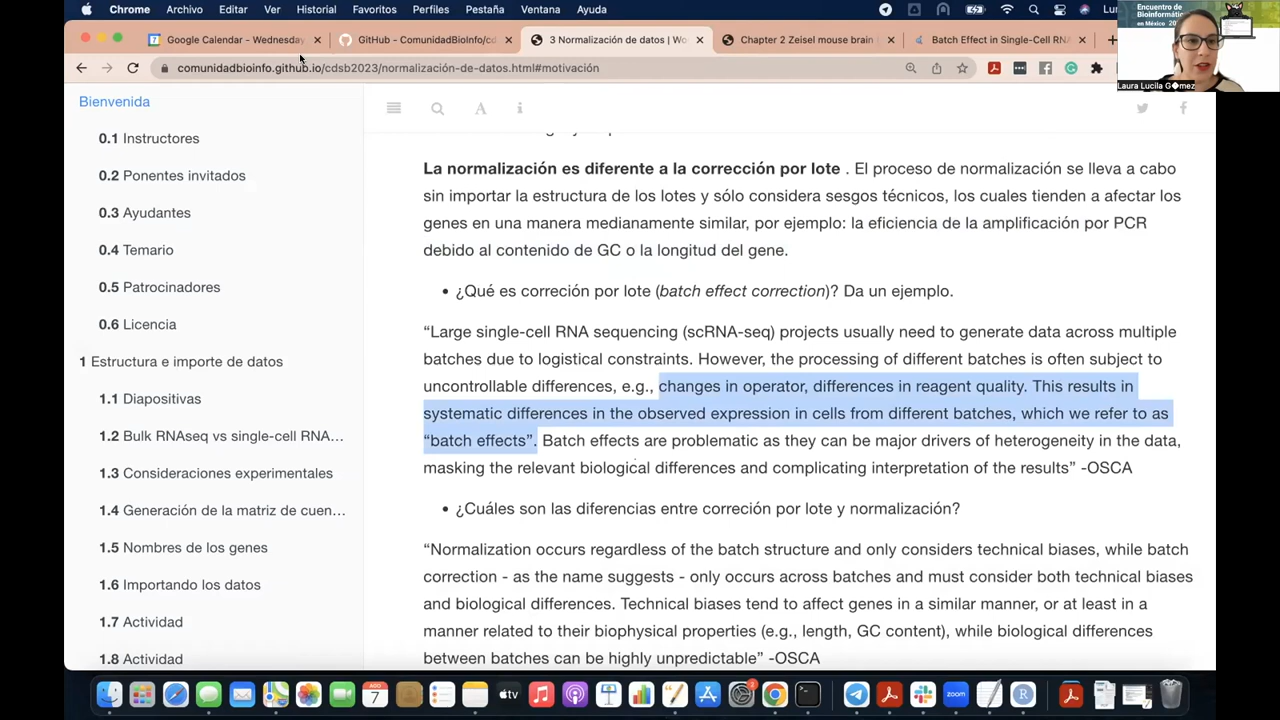 Chrome Archivo Editar Ver Historial Favoritos Perfiles Pestaña Ventana Ayuda
Encuentro de
Bioinformátic
en México 20
Google Calendar - Wednesday
GitHub - ComunidadBioInfo/cd
Normalización de datos | Wo
Chapter 2 Zeisel mouse brain
Batch Effect in Single-Cell RNA
comunidadbioinfo.github.io/cdsb2023/normalización-de-datos.html#motivación
Laura Lucila G�mez
Bienvenida
0.1 Instructores
0.2 Ponentes invitados
0.3 Ayudantes
0.4 Temario
0.5 Patrocinadores
0.6 Licencia
1 Estructura e importe de datos
1.1 Diapositivas
1.2 Bulk RNAseq vs single-cell RNA...
1.3 Consideraciones experimentales
1.4 Generación de la matriz de cuen...
1.5 Nombres de los genes
1.6 Importando los datos
1.7 Actividad
1.8 Actividad
La normalización es diferente a la corrección por lote . El proceso de normalización se lleva a cabo
sin importar la estructura de los lotes y sólo considera sesgos técnicos, los cuales tienden a afectar los
genes en una manera medianamente similar, por ejemplo: la eficiencia de la amplificación por PCR
debido al contenido de GC o la longitud del gene.
• ¿Qué es correción por lote (batch effect correction)? Da un ejemplo.
“Large single-cell RNA sequencing (scRNA-seq) projects usually need to generate data across multiple
batches due to logistical constraints. However, the processing of different batches is often subject to
uncontrollable differences, e.g., changes in operator, differences in reagent quality. This results in
systematic differences in the observed expression in cells from different batches, which we refer to as
“batch effects”. Batch effects are problematic as they can be major drivers of heterogeneity in the data,
masking the relevant biological differences and complicating interpretation of the results” -OSCA
• ¿Cuáles son las diferencias entre correción por lote y normalización?
“Normalization occurs regardless of the batch structure and only considers technical biases, while batch
correction - as the name suggests - only occurs across batches and must consider both technical biases
and biological differences. Technical biases tend to affect genes in a similar manner, or at least in a
manner related to their biophysical properties (e.g., length, GC content), while biological differences
between batches can be highly unpredictable” -OSCA
AGO
7
tv
zoom
R